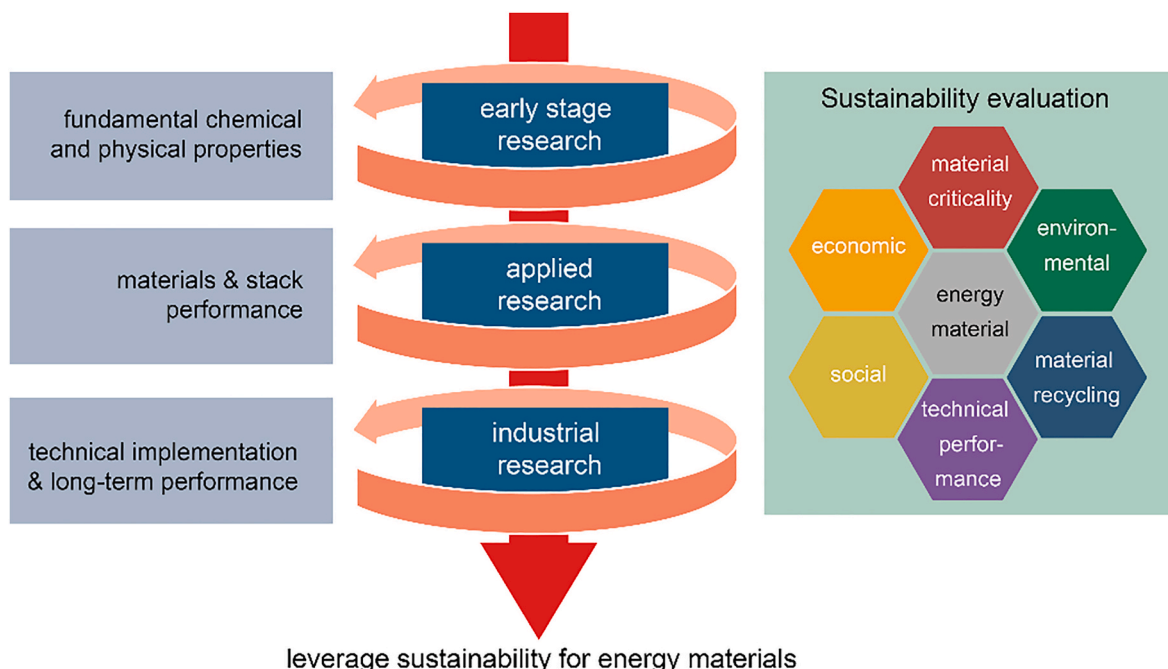 fundamental chemical
and physical properties
early stage
research
materials & stack
performance
applied
research
technical implementation
& long-term performance
industrial
research
leverage sustainability for energy materials
Sustainability evaluation
material
criticality
economic
environ-
mental
energy
material
social
material
recycling
technical
perfor-
mance